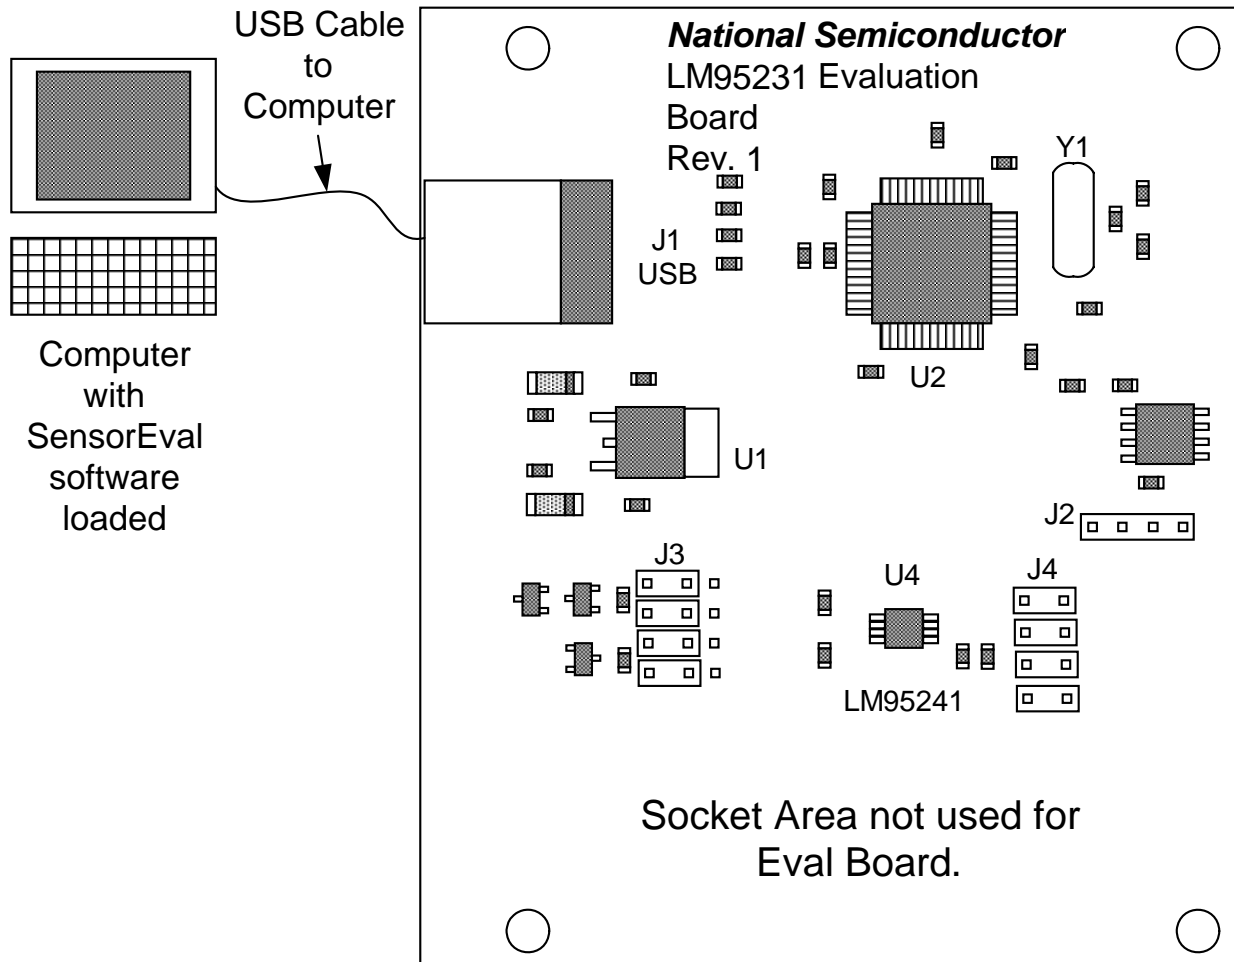 USB Cable
to
Computer
National Semiconductor
LM95231 Evaluation
Board
Rev. 1
Y1
J1
USB
U2
Computer
with
SensorEval
software
loaded
U1
J2
J3
U4
J4
LM95241
Socket Area not used for
Eval Board.